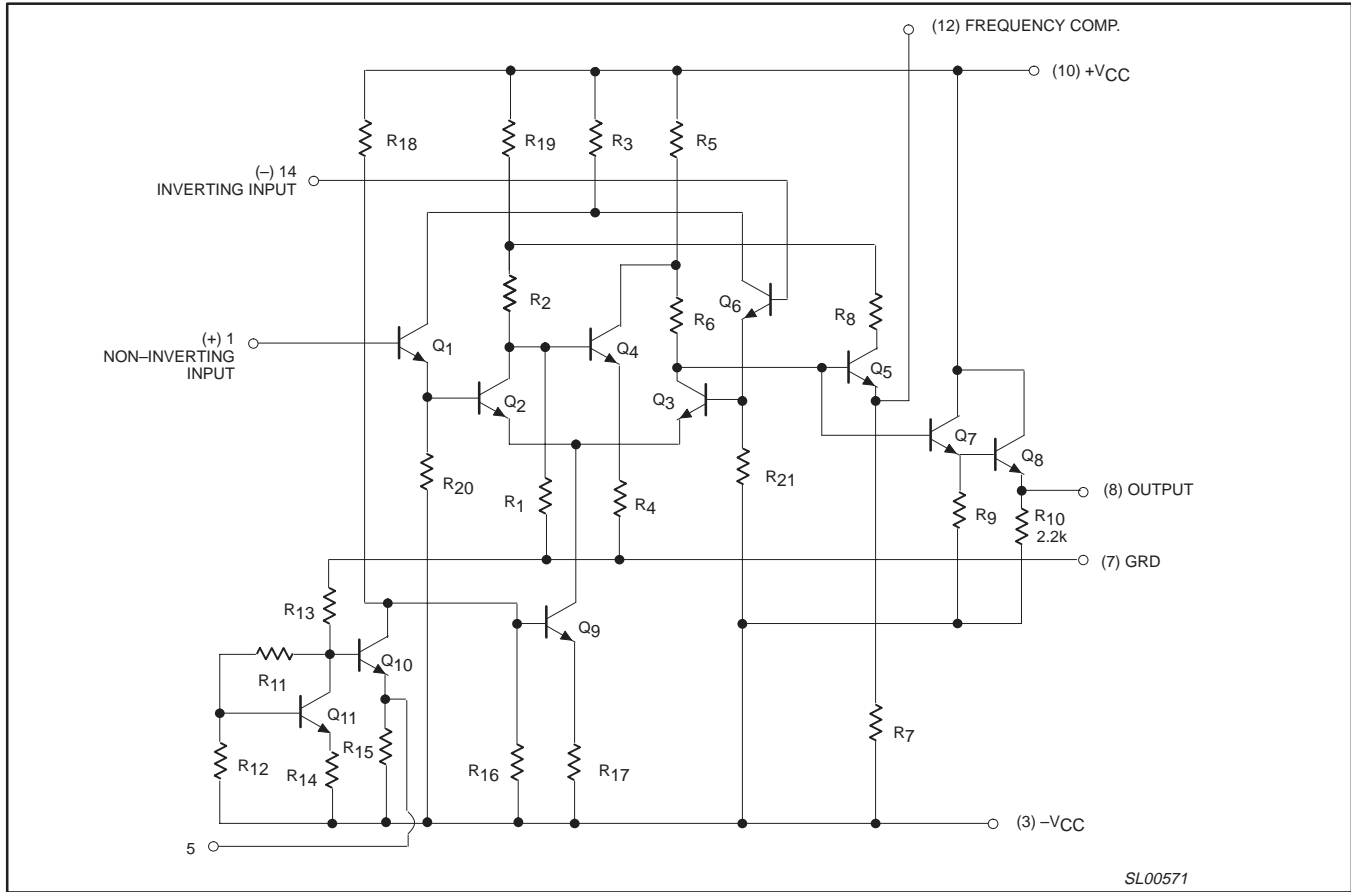 (12) FREQUENCY COMP.
(10) +VCC
R18
R19
R3
R5
(–) 14
INVERTING INPUT
R2
Q6
R6
R8
(+) 1
NON–INVERTING
INPUT
Q1
Q4
Q5
Q2
Q3
Q7
Q8
R20
R21
(8) OUTPUT
R1
R4
R9
R10
2.2k
(7) GRD
R13
Q9
R11
Q10
Q11
R15
R7
R12
R14
R16
R17
(3) –VCC
5
SL00571